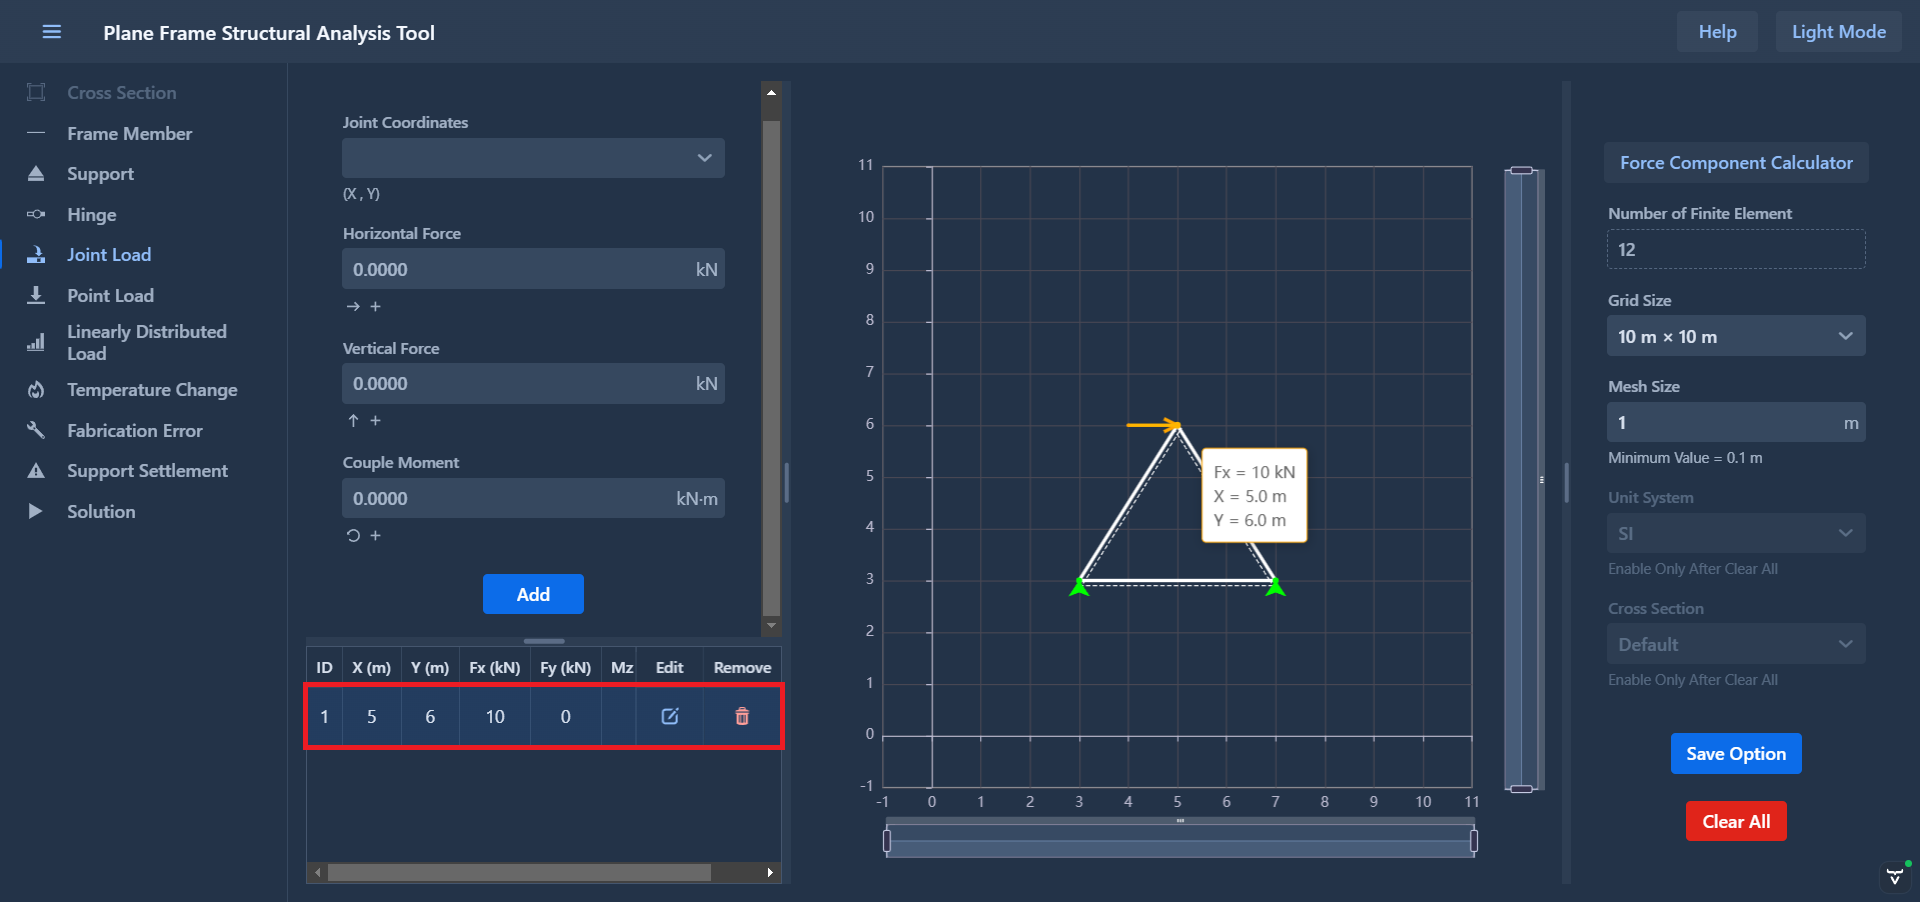 Plane Frame Structural Analysis Tool
Help
Light Mode
Cross Section
Frame Member
Support
Hinge
Joint Load
Point Load
Linearly Distributed
Load
Temperature Change
Fabrication Error
Support Settlement
Solution
Joint Coordinates
(X , Y)
Horizontal Force
0.0000 kN
→ +
Vertical Force
0.0000 kN
↑ +
Couple Moment
0.0000 kN·m
+
Add
ID X (m) Y (m) Fx (kN) Fy (kN) Mz Edit Remove
1 5 6 10 0
11
10
9
8
7
6
5
4
3
2
1
0
-1
-1 0 1 2 3 4 5 6 7 8 9 10 11
Fx = 10 kN
X = 5.0 m
Y = 6.0 m
Force Component Calculator
Number of Finite Element
12
Grid Size
10 m × 10 m
Mesh Size
1 m
Minimum Value = 0.1 m
Unit System
SI
Enable Only After Clear All
Cross Section
Default
Enable Only After Clear All
Save Option
Clear All